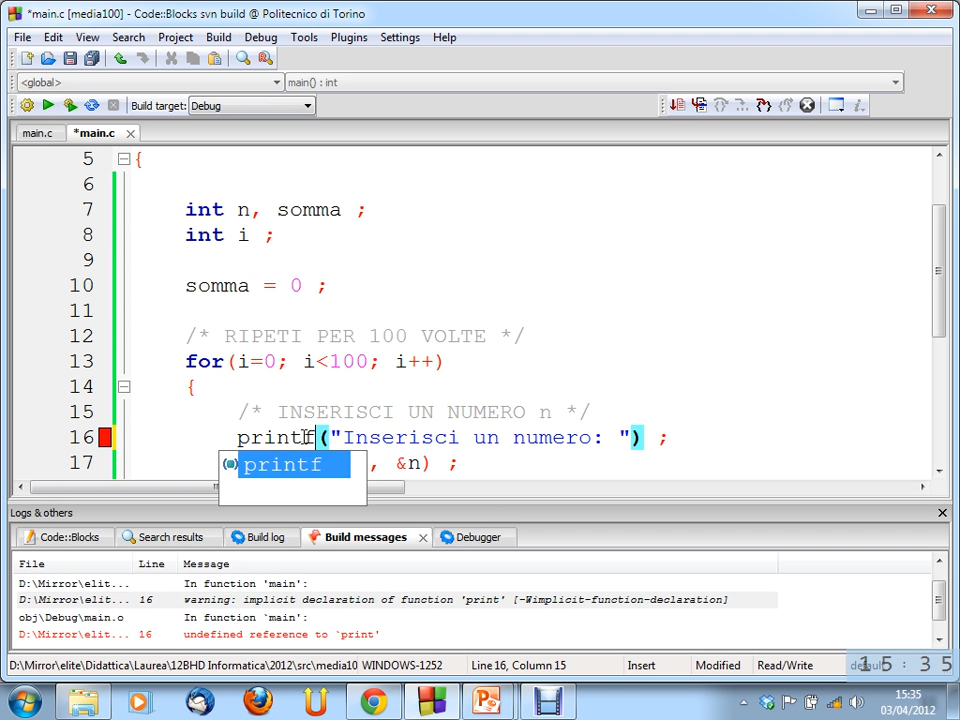 *main.c [media100] - Code::Blocks svn build @ Politecnico di Torino
File Edit View Search Project Build Debug Tools Plugins Settings Help
<global> main() : int
Build target: Debug
main.c *main.c
5 {
6
7 int n, somma ;
8 int i ;
9
10 somma = 0 ;
11
12 /* RIPETI PER 100 VOLTE */
13 for(i=0; i<100; i++)
14 {
15 /* INSERISCI UN NUMERO n */
16 printf("Inserisci un numero: ") ;
17 , &n) ;
printf
Logs & others
Code::Blocks Search results Build log Build messages Debugger
File Line Message
D:\Mirror\elit... In function 'main':
D:\Mirror\elit... 16 warning: implicit declaration of function 'print' [-Wimplicit-function-declaration]
obj\Debug\main.o In function `main':
D:\Mirror\elit... 16 undefined reference to `print'
D:\Mirror\elite\Didattica\Laurea\12BHD Informatica\2012\src\media10 WINDOWS-1252 Line 16, Column 15 Insert Modified Read/Write
15:35
15:35
03/04/2012